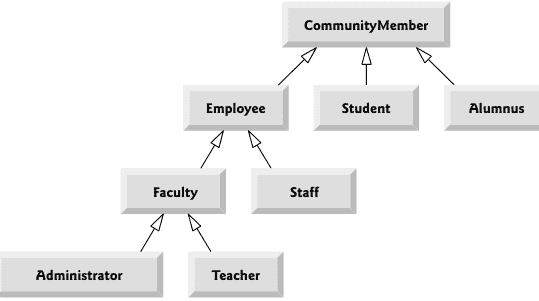 CommunityMember
Employee
Student
Alumnus
Faculty
Staff
Administrator
Teacher